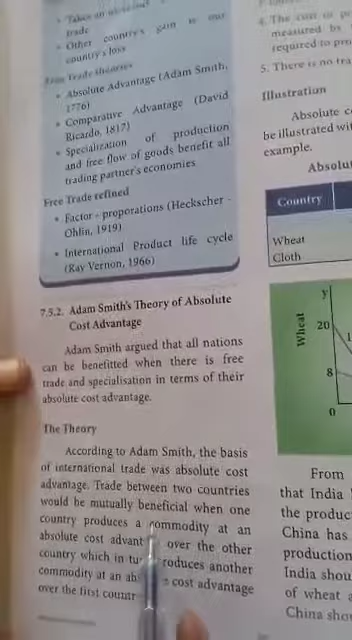 Takes an
trade
Other country's gain is our
country's loss
Free Trade theories
Absolute Advantage (Adam Smith,
1776)
Comparative Advantage (David
Ricardo, 1817)
Specialization of production
and free flow of goods benefit all
trading partner's economies
Free Trade refined
Factor - proporations (Heckscher -
Ohlin, 1919)
International Product life cycle
(Ray Vernon, 1966)
7.5.2. Adam Smith's Theory of Absolute
Cost Advantage
Adam Smith argued that all nations
can be benefitted when there is free
trade and specialisation in terms of their
absolute cost advantage.
The Theory
According to Adam Smith, the basis
of international trade was absolute cost
advantage. Trade between two countries
would be mutually beneficial when one
country produces a commodity at an
absolute cost advant over the other
country which in tu roduces another
commodity at an ab cost advantage
over the first countr
4. The cost of
measured by
required to
5. There is no
Illustration
Absolute
be illustrated
example.
Country
Wheat
Cloth
y
Wheat
20
8
0
From
that India
the produc
China has
production
India shou
of wheat
China shou